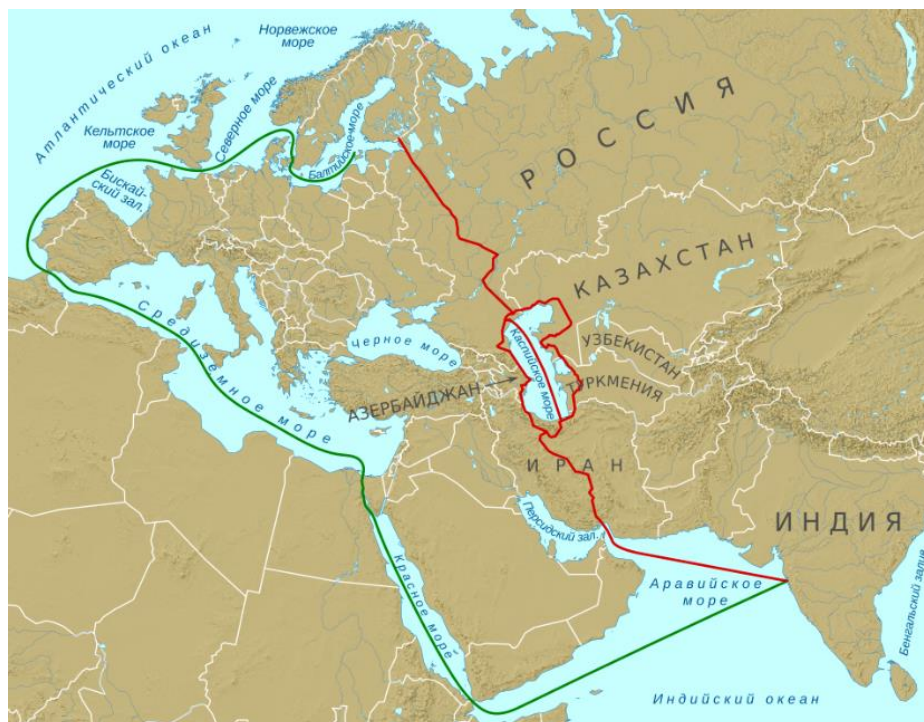 Норвежское
море
Атлантический океан
Северное море
Кельтское
море
Балтийское море
Бискай-
ский зал.
РОССИЯ
КАЗАХСТАН
Средиземное море
Черное море
Каспийское море
УЗБЕКИСТАН
ТУРКМЕНИЯ
АЗЕРБАЙДЖАН
ИРАН
Персидский зал.
ИНДИЯ
Красное море
Аравийское
море
Бенгальский залив
Индийский океан